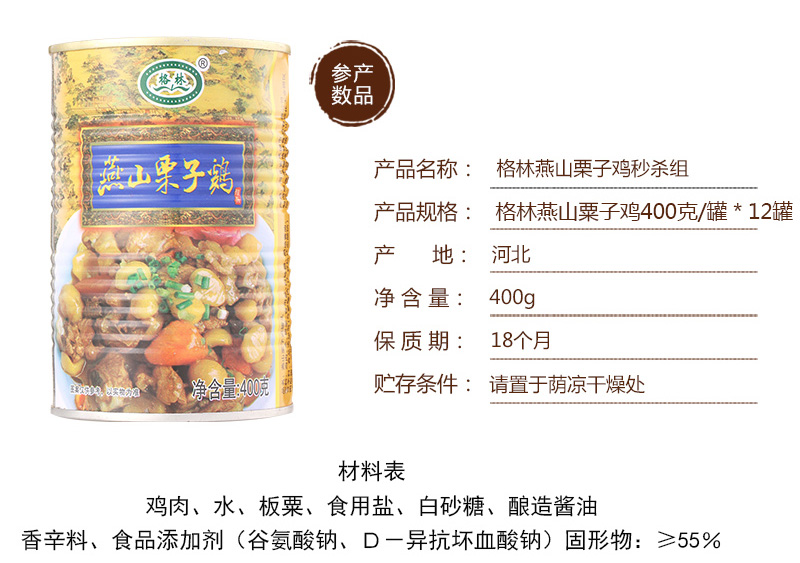 格林
®
燕山栗子鸡
净含量:400克
参产
数品
产品名称： 格林燕山栗子鸡秒杀组
产品规格： 格林燕山粟子鸡400克/罐 * 12罐
产 地： 河北
净 含 量： 400g
保 质 期： 18个月
贮存条件： 请置于荫凉干燥处
材料表
鸡肉、水、板粟、食用盐、白砂糖、酿造酱油
香辛料、食品添加剂（谷氨酸钠、D－异抗坏血酸钠）固形物：≥55%